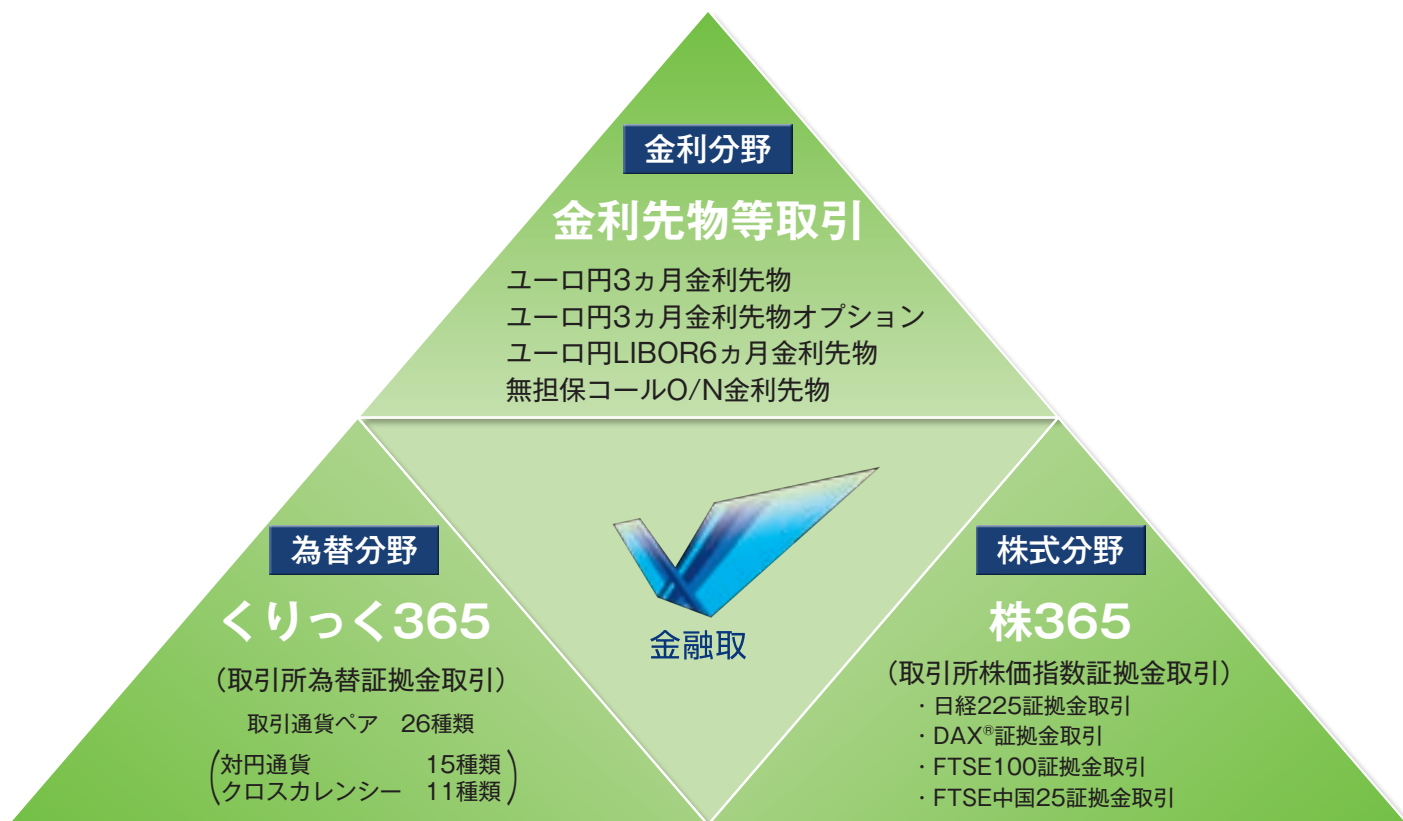 金利分野
金利先物等取引
ユーロ円3ヵ月金利先物
ユーロ円3ヵ月金利先物オプション
ユーロ円LIBOR6ヵ月金利先物
無担保コールO/N金利先物
為替分野
くりっく365
（取引所為替証拠金取引）
取引通貨ペア　26種類
(対円通貨　15種類
クロスカレンシー　11種類)
金融取
株式分野
株365
（取引所株価指数証拠金取引）
・日経225証拠金取引
・DAX®証拠金取引
・FTSE100証拠金取引
・FTSE中国25証拠金取引